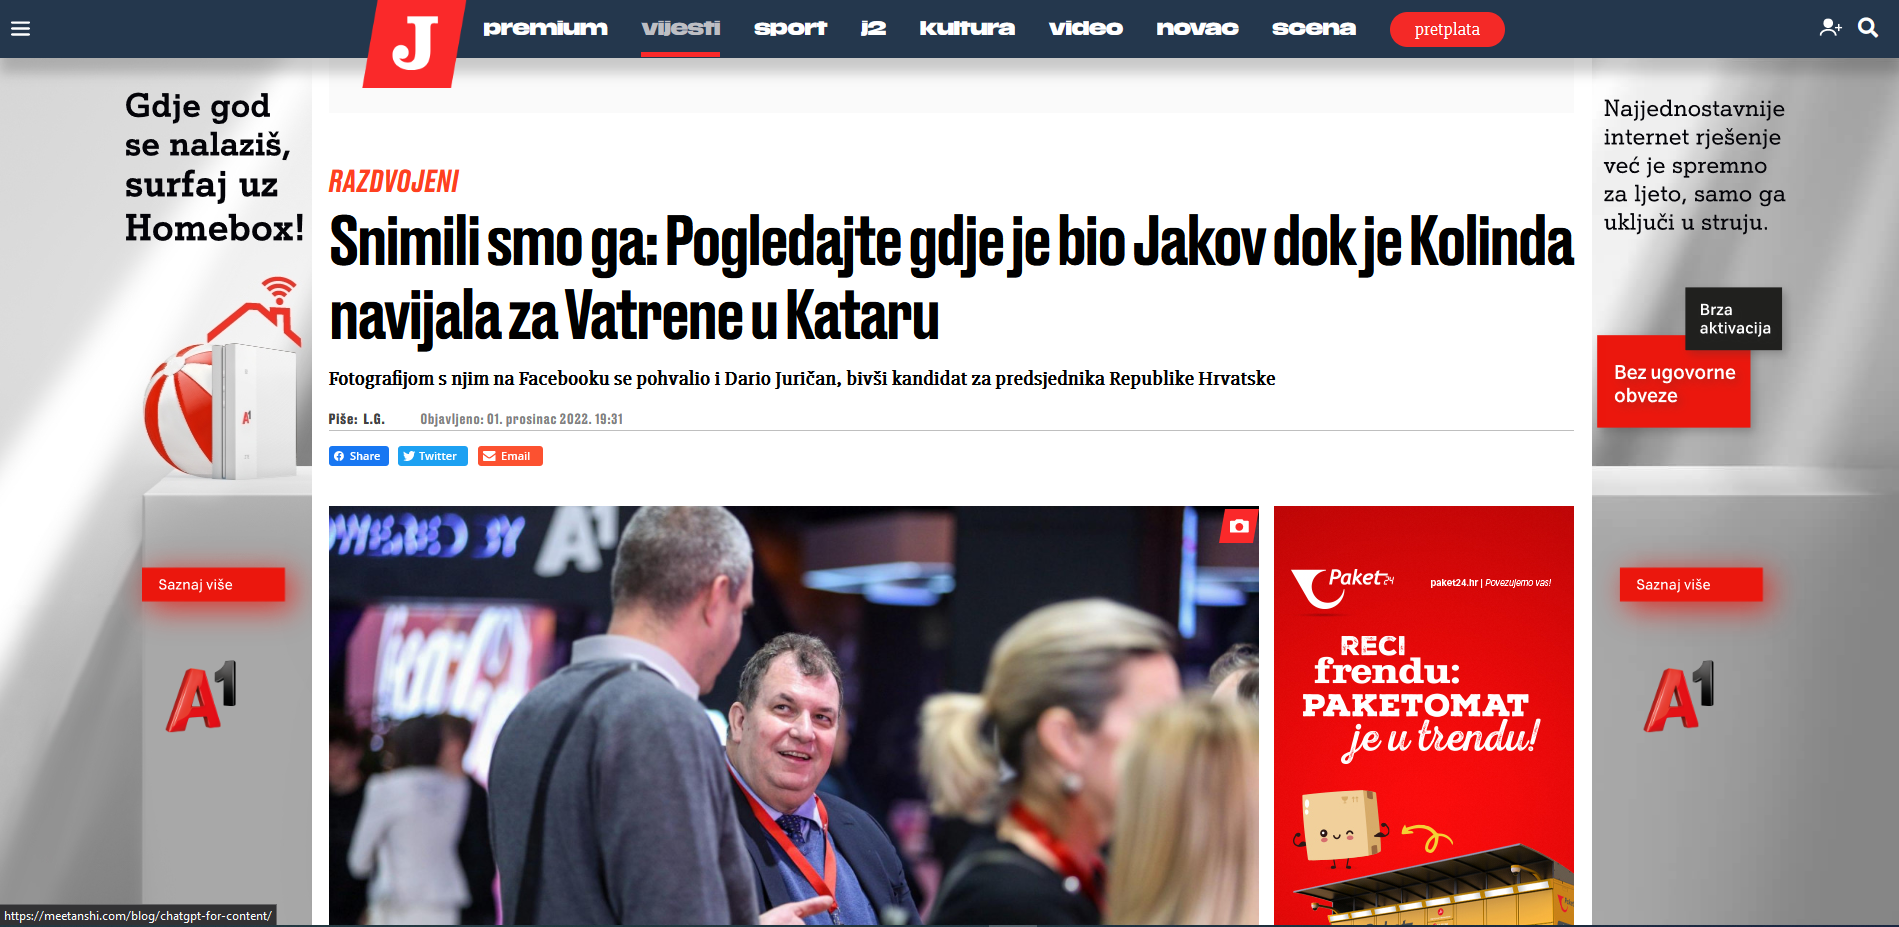 J
premium vijesti sport j2 kultura video novac scena pretplata
Gdje god
se nalaziš,
surfaj uz
Homebox!
A1
Saznaj više
A1
RAZDVOJENI
Snimili smo ga: Pogledajte gdje je bio Jakov dok je Kolinda
navijala za Vatrene u Kataru
Fotografijom s njim na Facebooku se pohvalio i Dario Juričan, bivši kandidat za predsjednika Republike Hrvatske
Piše: L.G. Objavljeno: 01. prosinac 2022. 19:31
Share Twitter Email
POWERED BY A1
Paket24 paket24.hr | Povezujemo vas!
RECI
frendu:
PAKETOMAT
je u trendu!
Najjednostavnije
internet rješenje
već je spremno
za ljeto, samo ga
uključi u struju.
Brza
aktivacija
Bez ugovorne
obveze
Saznaj više
A1
https://meetanshi.com/blog/chatgpt-for-content/